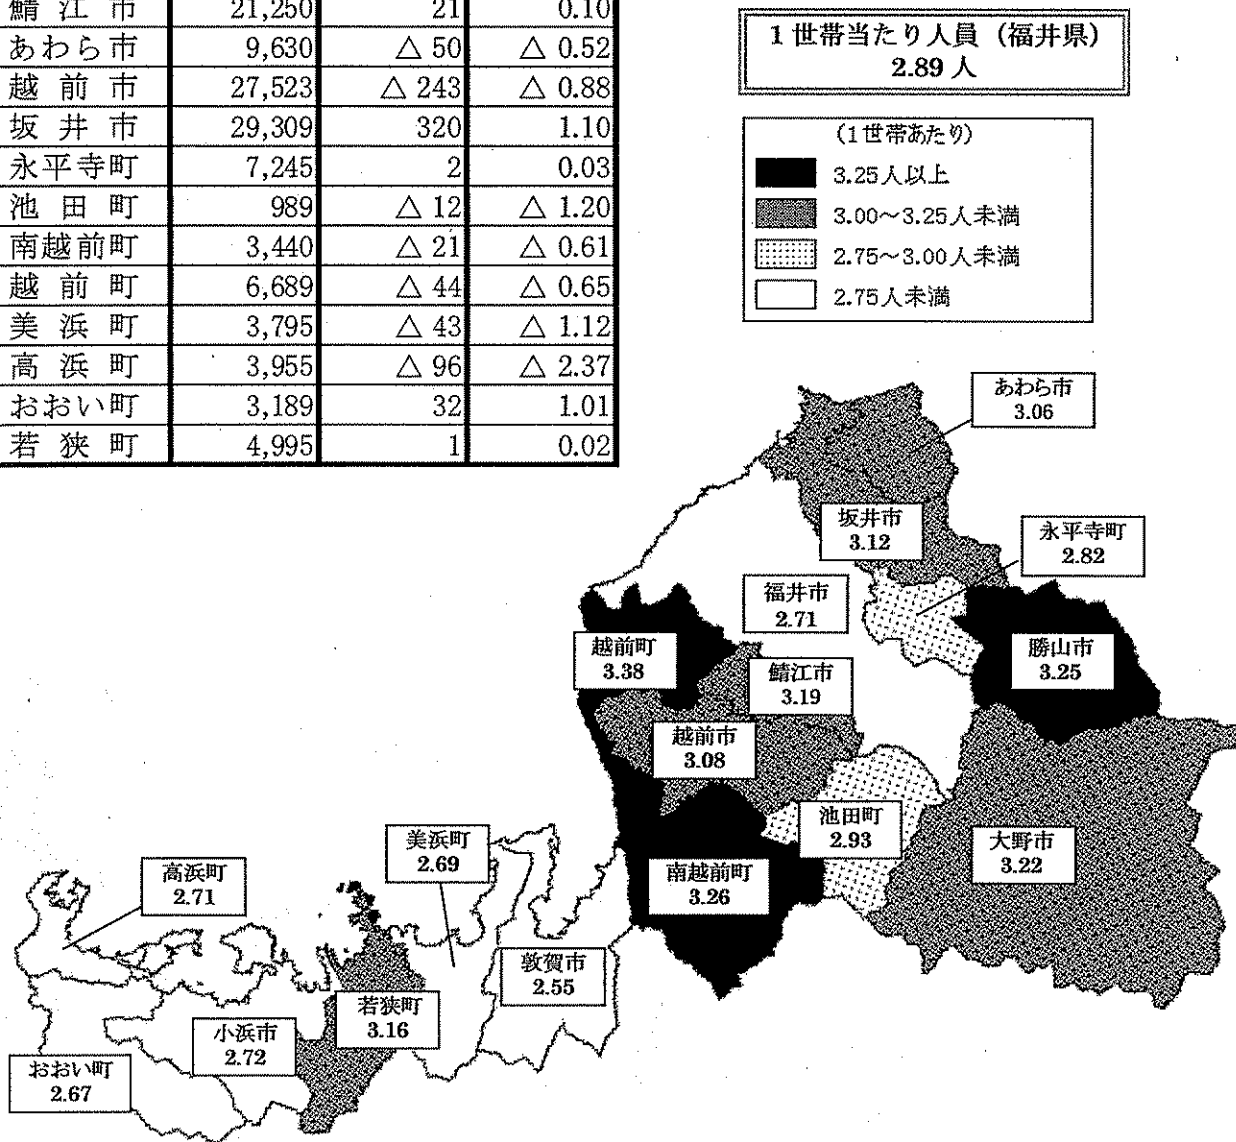 鯖江市 21,250 21 0.10
あわら市 9,630 △ 50 △ 0.52
越前市 27,523 △ 243 △ 0.88
坂井市 29,309 320 1.10
永平寺町 7,245 2 0.03
池田町 989 △ 12 △ 1.20
南越前町 3,440 △ 21 △ 0.61
越前町 6,689 △ 44 △ 0.65
美浜町 3,795 △ 43 △ 1.12
高浜町 3,955 △ 96 △ 2.37
おおい町 3,189 32 1.01
若狭町 4,995 1 0.02
1世帯当たり人員（福井県）
2.89 人
(1世帯あたり)
3.25人以上
3.00～3.25人未満
2.75～3.00人未満
2.75人未満
あわら市
3.06
坂井市
3.12
永平寺町
2.82
福井市
2.71
越前町
3.38
勝山市
3.25
鯖江市
3.19
越前市
3.08
池田町
2.93
大野市
3.22
美浜町
2.69
南越前町
3.26
高浜町
2.71
敦賀市
2.55
若狭町
3.16
小浜市
2.72
おおい町
2.67